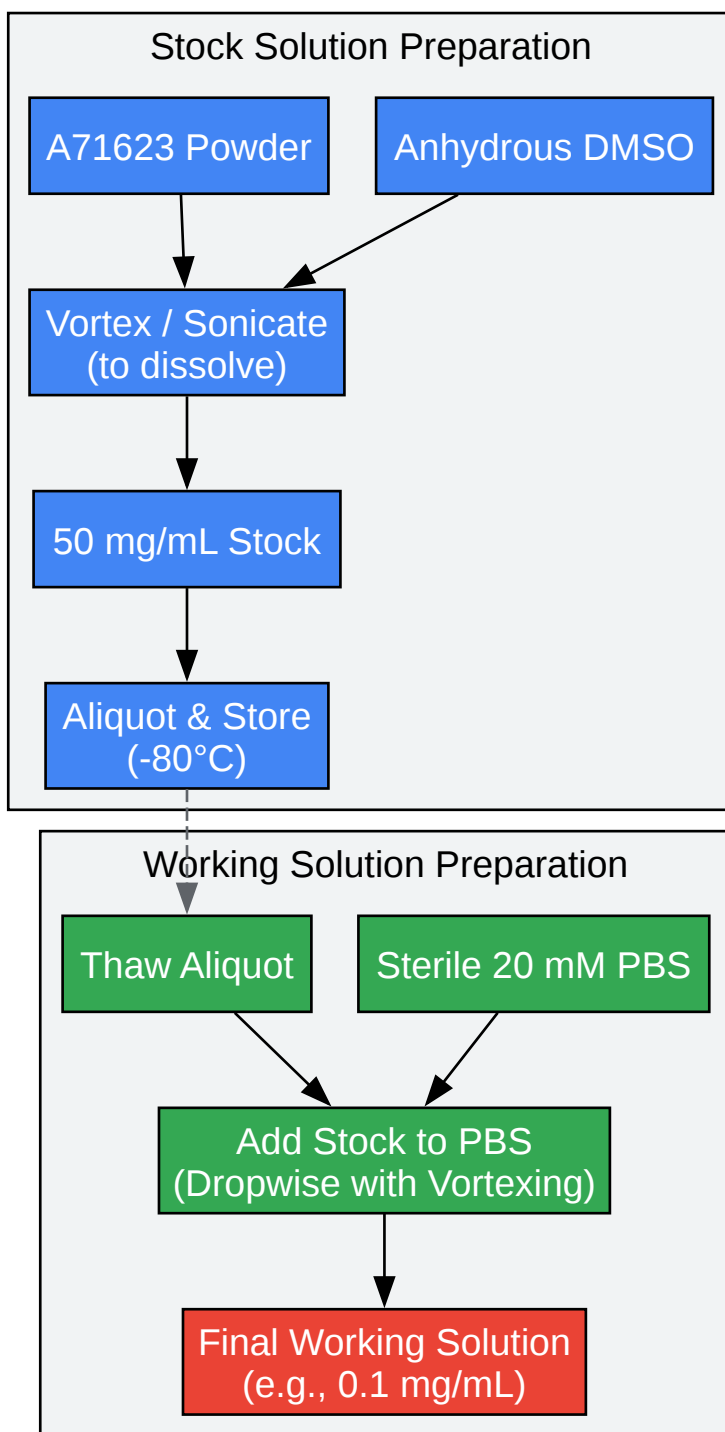 Stock Solution Preparation
A71623 Powder
Anhydrous DMSO
Vortex / Sonicate
(to dissolve)
50 mg/mL Stock
Aliquot & Store
(-80°C)
Working Solution Preparation
Thaw Aliquot
Sterile 20 mM PBS
Add Stock to PBS
(Dropwise with Vortexing)
Final Working Solution
(e.g., 0.1 mg/mL)